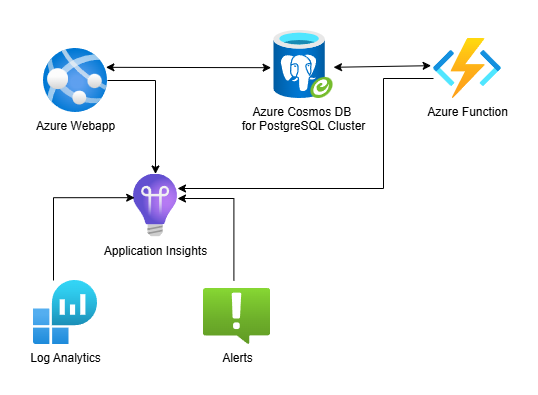 Azure Webapp
Azure Cosmos DB
for PostgreSQL Cluster
Azure Function
Application Insights
Log Analytics
Alerts